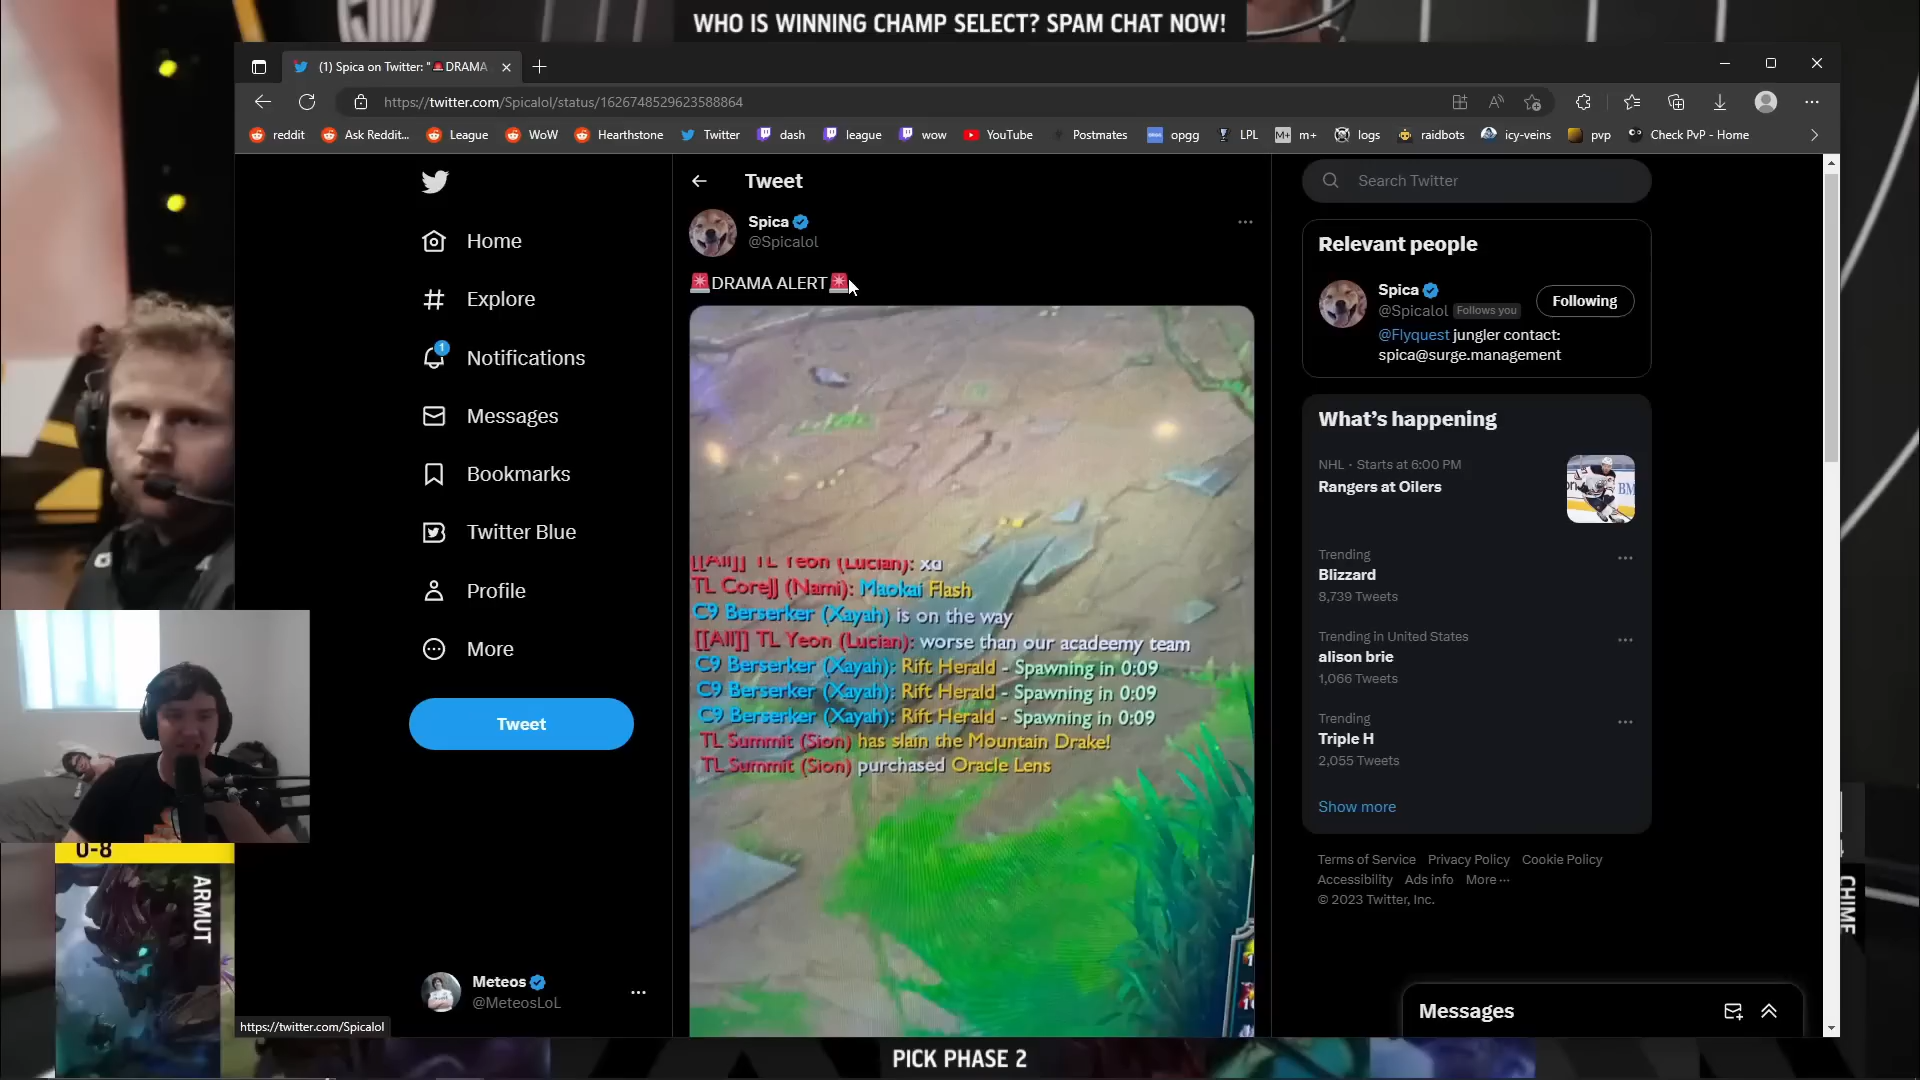 WHO IS WINNING CHAMP SELECT? SPAM CHAT NOW!
(1) Spica on Twitter: "🚨DRAMA
https://twitter.com/Spicalol/status/1626748529623588864
reddit Ask Reddit... League WoW Hearthstone Twitter dash league wow YouTube Postmates opgg LPL m+ logs raidbots icy-veins pvp Check PvP - Home
Tweet
Spica
@Spicalol
🚨DRAMA ALERT🚨
[[All]] TL Yeon (Lucian): xd
TL CoreJJ (Nami): Maokai Flash
C9 Berserker (Xayah) is on the way
[[All]] TL Yeon (Lucian): worse than our acadeemy team
C9 Berserker (Xayah): Rift Herald - Spawning in 0:09
C9 Berserker (Xayah): Rift Herald - Spawning in 0:09
C9 Berserker (Xayah): Rift Herald - Spawning in 0:09
TL Summit (Sion) has slain the Mountain Drake!
TL Summit (Sion) purchased Oracle Lens
Home
Explore
1
Notifications
Messages
Bookmarks
Twitter Blue
Profile
More
Tweet
Meteos
@MeteosLoL
https://twitter.com/Spicalol
Search Twitter
Relevant people
Spica
@Spicalol Follows you
Following
@Flyquest jungler contact:
spica@surge.management
What's happening
NHL · Starts at 6:00 PM
Rangers at Oilers
Trending
Blizzard
8,739 Tweets
Trending in United States
alison brie
1,066 Tweets
Trending
Triple H
2,055 Tweets
Show more
Terms of Service Privacy Policy Cookie Policy
Accessibility Ads info More ···
© 2023 Twitter, Inc.
Messages
0-8
ARMUT
CHIME
PICK PHASE 2